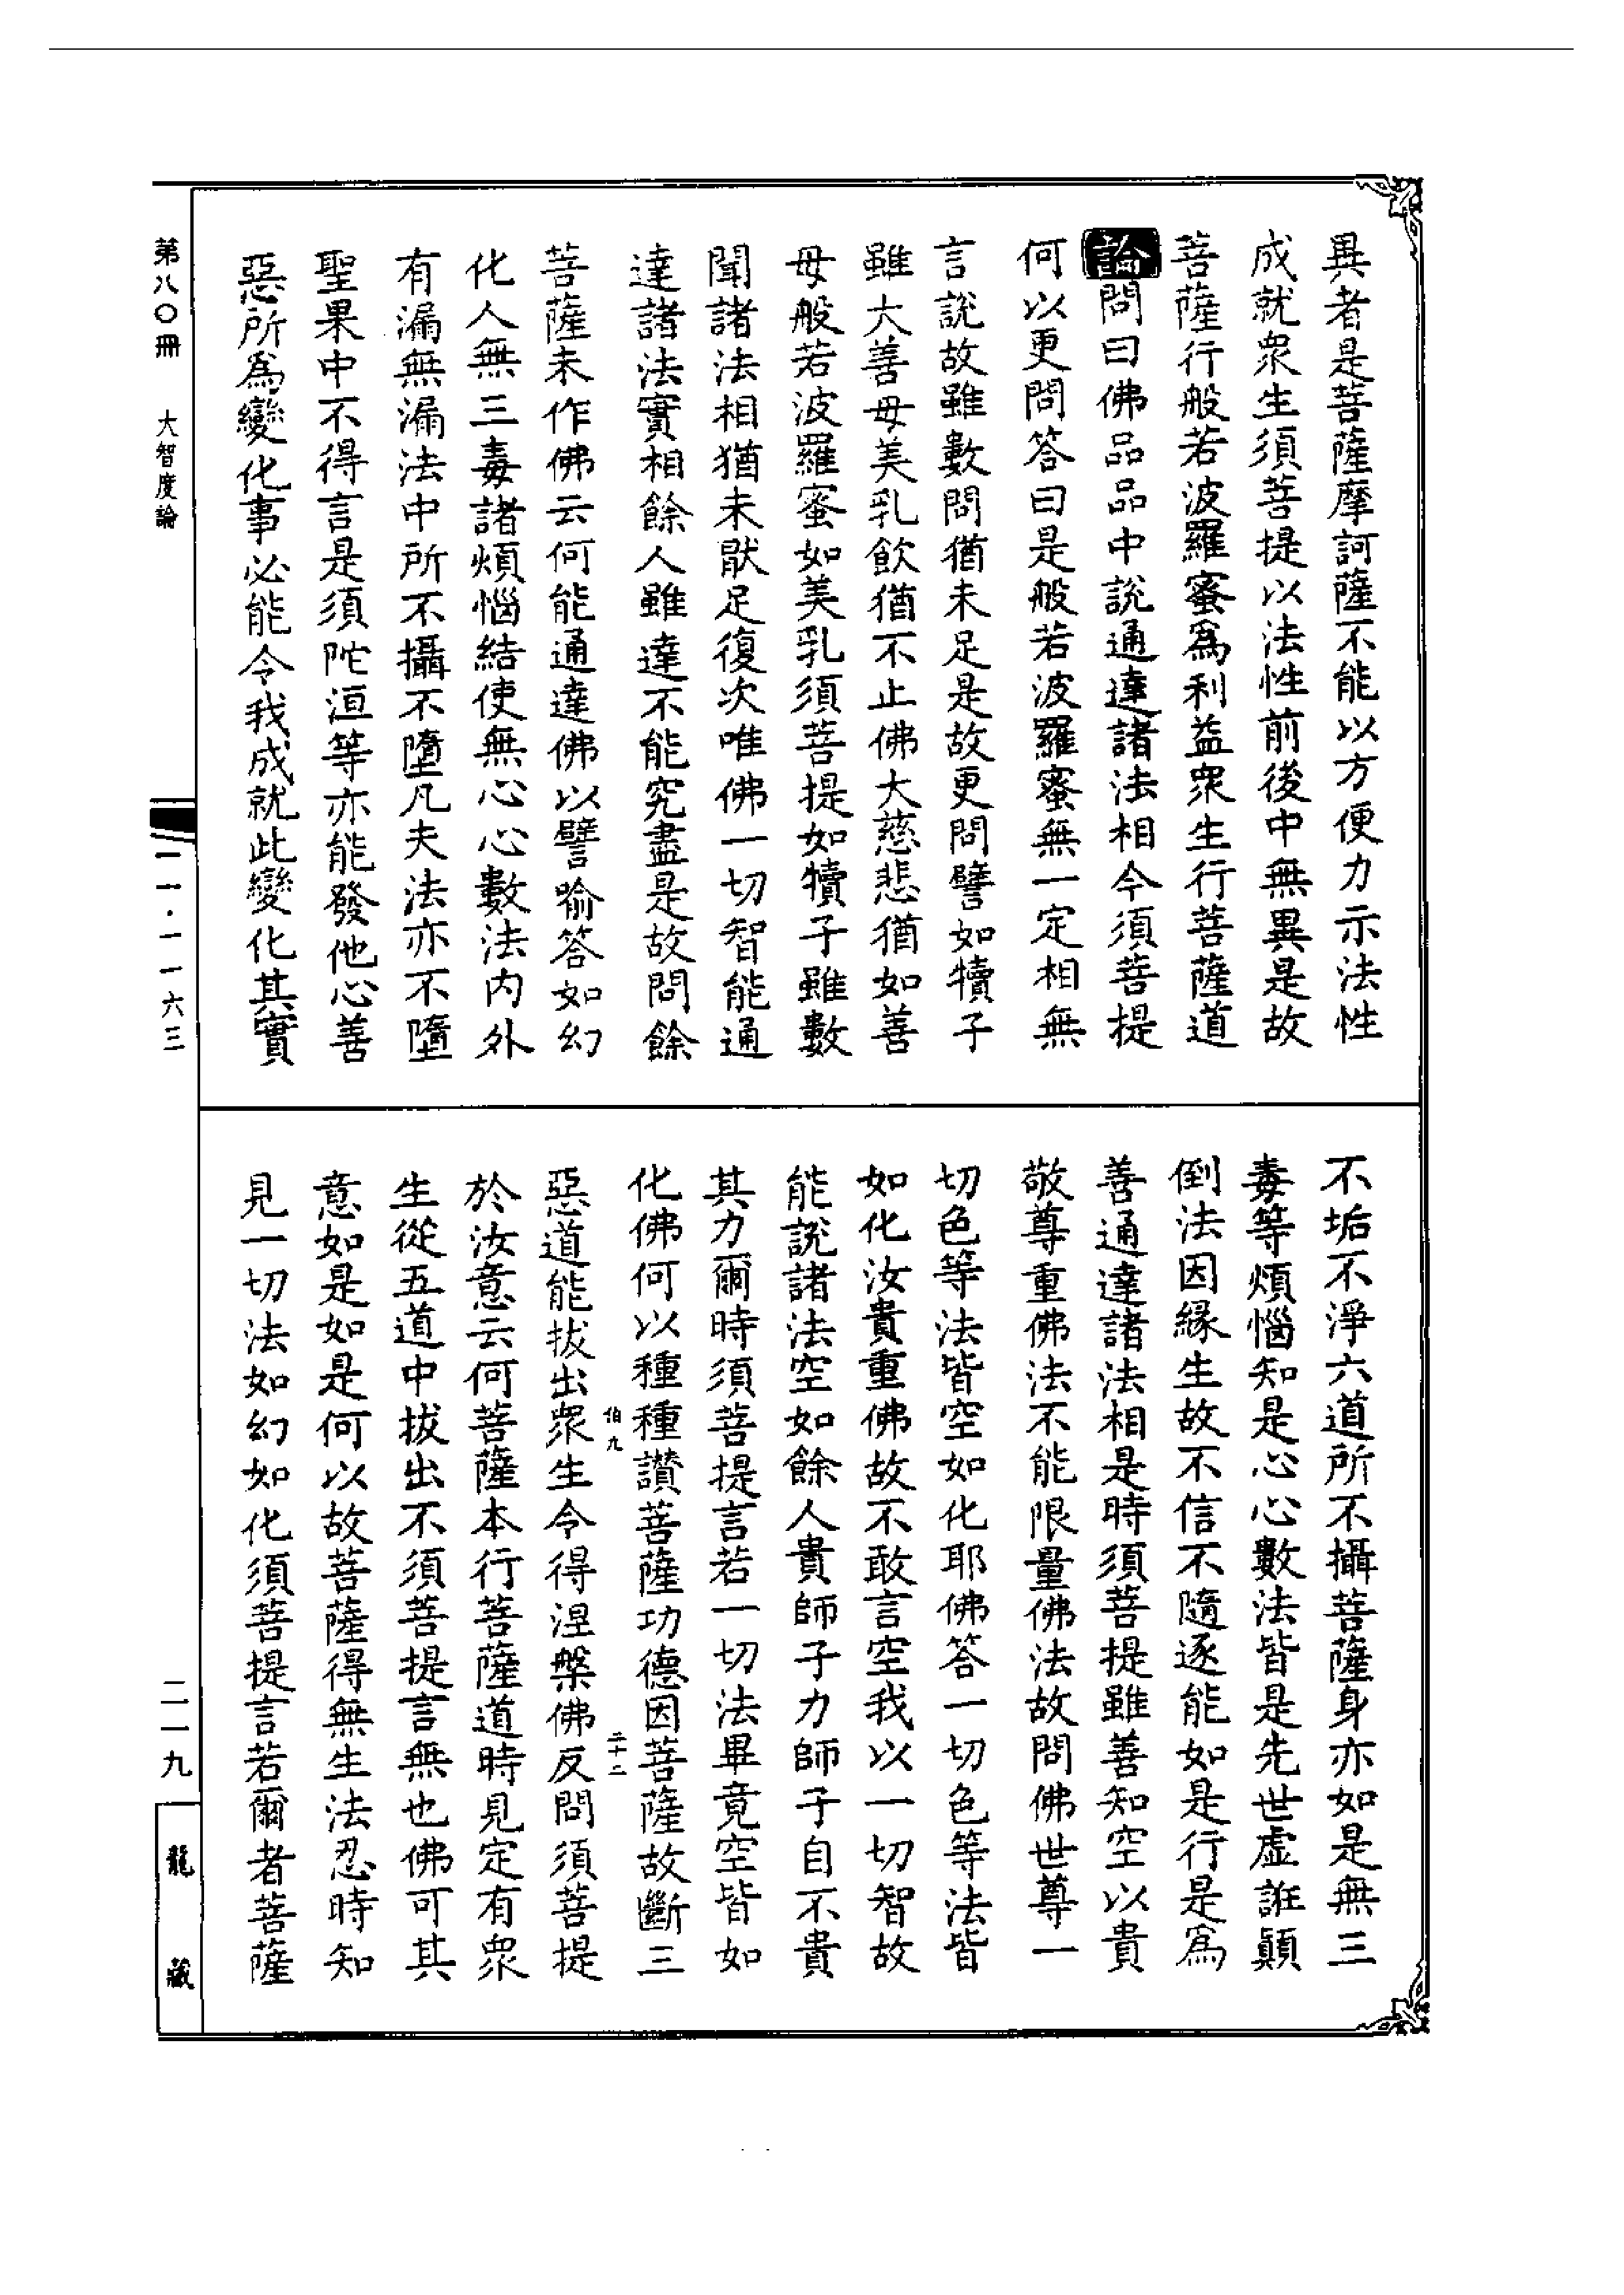 異者是菩薩摩訶薩不能以方便力示法性
成就眾生須菩提以法性前後中無異是故
菩薩行般若波羅蜜為利益眾生行菩薩道
論問曰佛品品中說通達諸法相今須菩提
何以更問答曰是般若波羅蜜無一定相無
言說故雖數問猶未足是故更問譬如犢子
雖大善母美乳飲猶不止佛大慈悲猶如善
母般若波羅蜜如美乳須菩提如犢子雖數
聞諸法相猶未厭足復次唯佛一切智能通
達諸法實相餘人雖達不能究盡是故問餘
菩薩未作佛云何能通達佛以譬喻答如幻
化人無三毒諸煩惱結使無心心數法內外
有漏無漏法中所不攝不墮凡夫法亦不墮
聖果中不得言是須陀洹等亦能發他心善
惡所為變化事必能令我成就此變化其實
不垢不淨六道所不攝菩薩身亦如是無三
毒等煩惱知是心心數法皆是先世虛誑顛
倒法因緣生故不信不隨逐能如是行是為
善通達諸法相是時須菩提雖善知空以貴
敬尊重佛法不能限量佛法故問佛世尊一
切色等法皆空如化耶佛答一切色等法皆
如化汝貴重佛故不敢言空我以一切智故
能說諸法空如餘人貴師子力師子自不貴
其力爾時須菩提言若一切法畢竟空皆如
化佛何以種種讚菩薩功德因菩薩故斷三
伯九 二十二
惡道能拔出眾生令得涅槃佛反問須菩提
於汝意云何菩薩本行菩薩道時見定有眾
生從五道中拔出不須菩提言無也佛可其
意如是如是何以故菩薩得無生法忍時知
見一切法如幻如化須菩提言若爾者菩薩
第八〇冊 大智度論
一一·一一六三
二一九
龍藏